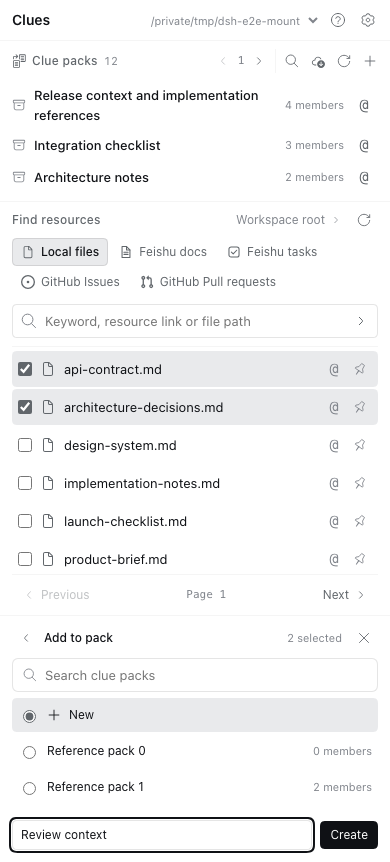 Clues /private/tmp/dsh-e2e-mount
Clue packs 12 1
Release context and implementation
references
4 members @
Integration checklist 3 members @
Architecture notes 2 members @
Find resources Workspace root
Local files Feishu docs Feishu tasks
GitHub Issues GitHub Pull requests
Keyword, resource link or file path
api-contract.md @
architecture-decisions.md @
design-system.md @
implementation-notes.md @
launch-checklist.md @
product-brief.md @
Previous Page 1 Next
Add to pack 2 selected
Search clue packs
New
Reference pack 0 0 members
Reference pack 1 2 members
Review context Create